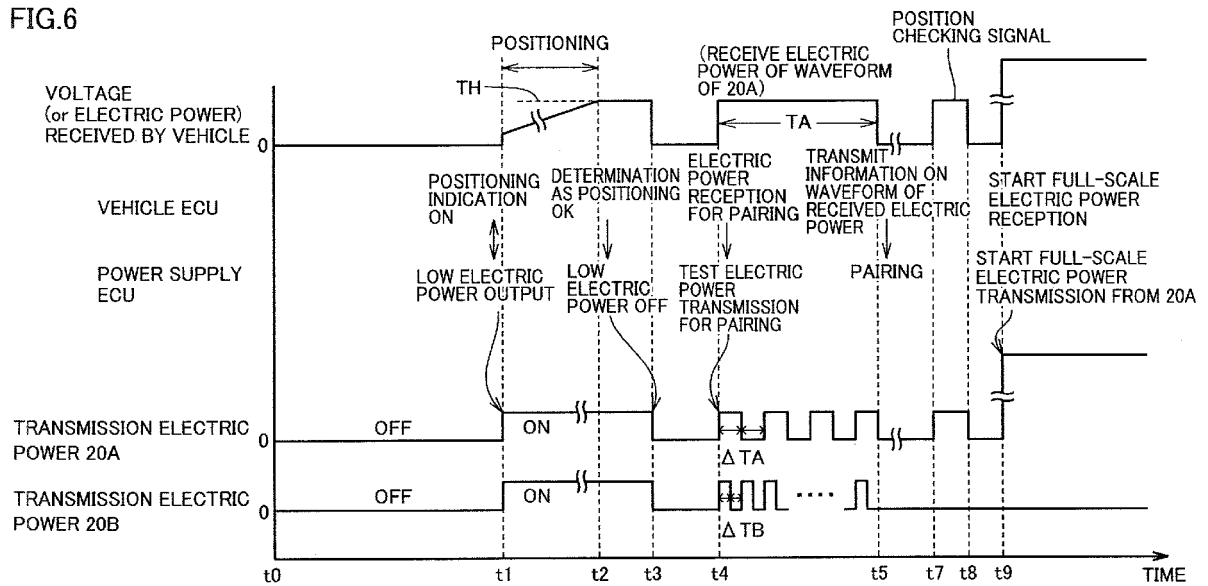 FIG.6
POSITIONING
TH
(RECEIVE ELECTRIC
POWER OF WAVEFORM
OF 20A)
TA
POSITION
CHECKING SIGNAL
VOLTAGE
(or ELECTRIC POWER)
RECEIVED BY VEHICLE
0
VEHICLE ECU
POSITIONING
INDICATION
ON
DETERMINATION
AS POSITIONING
OK
ELECTRIC
POWER
RECEPTION
FOR PAIRING
TRANSMIT
INFORMATION ON
WAVEFORM OF
RECEIVED ELECTRIC
POWER
START FULL-SCALE
ELECTRIC POWER
RECEPTION
POWER SUPPLY
ECU
LOW ELECTRIC
POWER OUTPUT
LOW
ELECTRIC
POWER OFF
TEST ELECTRIC
POWER
TRANSMISSION
FOR PAIRING
PAIRING
START FULL-SCALE
ELECTRIC POWER
TRANSMISSION FROM 20A
TRANSMISSION ELECTRIC
POWER 20A
0
OFF
ON
Δ TA
TRANSMISSION ELECTRIC
POWER 20B
0
OFF
ON
Δ TB
t0 t1 t2 t3 t4 t5 t7 t8 t9 TIME